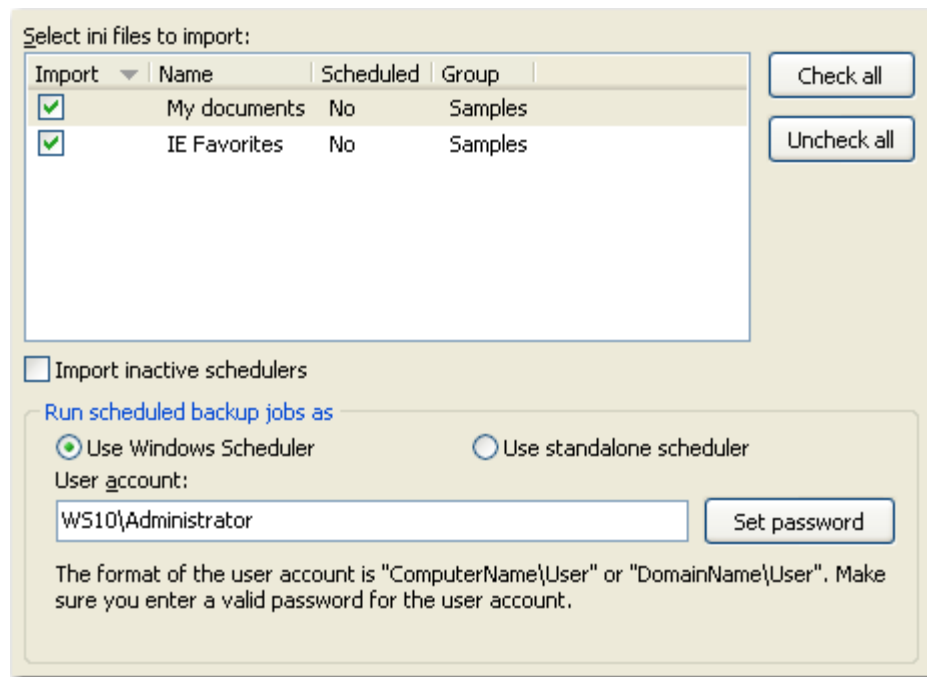 Select ini files to import:
Import Name Scheduled Group
My documents No Samples
IE Favorites No Samples
Check all
Uncheck all
Import inactive schedulers
Run scheduled backup jobs as
Use Windows Scheduler Use standalone scheduler
User account:
WS10\Administrator
Set password
The format of the user account is "ComputerName\User" or "DomainName\User". Make
sure you enter a valid password for the user account.